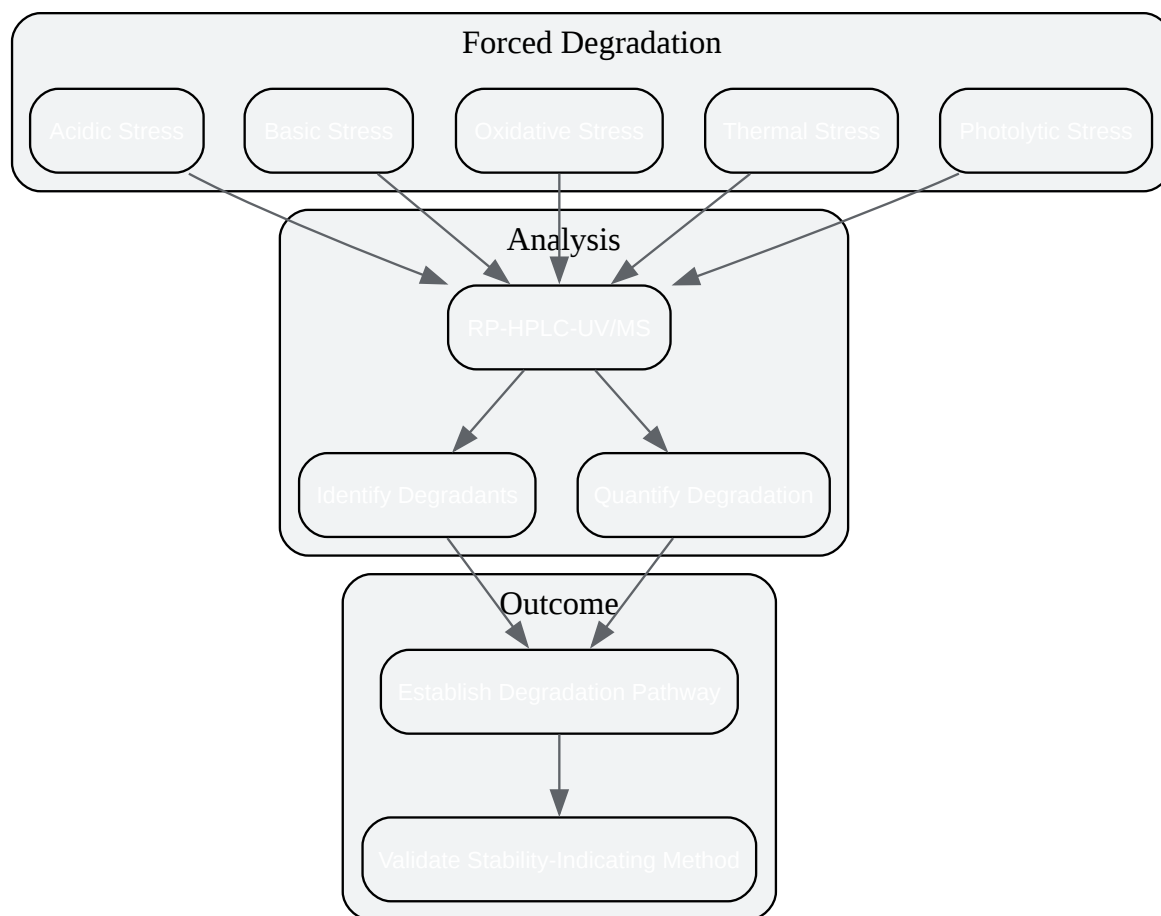 Forced Degradation
Acidic Stress
Basic Stress
Oxidative Stress
Thermal Stress
Photolytic Stress
Analysis
RP-HPLC-UV/MS
Identify Degradants
Quantify Degradation
Outcome
Establish Degradation Pathway
Validate Stability-Indicating Method